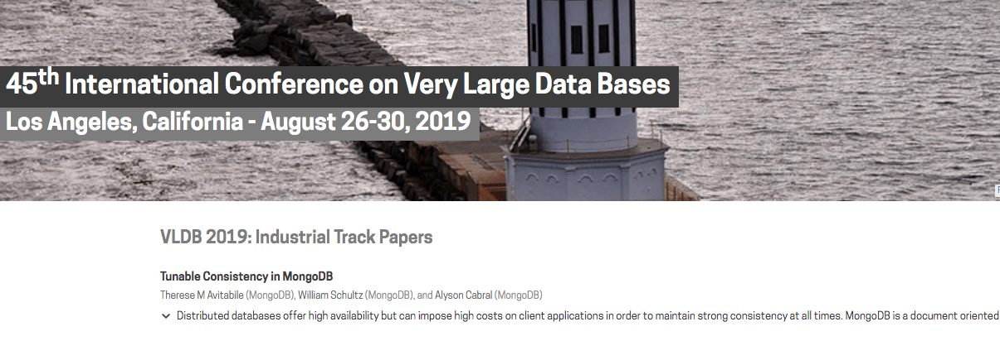 45th International Conference on Very Large Data Bases
Los Angeles, California - August 26-30, 2019
VLDB 2019: Industrial Track Papers
Tunable Consistency in MongoDB
Therese M Avitabile (MongoDB), William Schultz (MongoDB), and Alyson Cabral (MongoDB)
Distributed databases offer high availability but can impose high costs on client applications in order to maintain strong consistency at all times. MongoDB is a document oriented